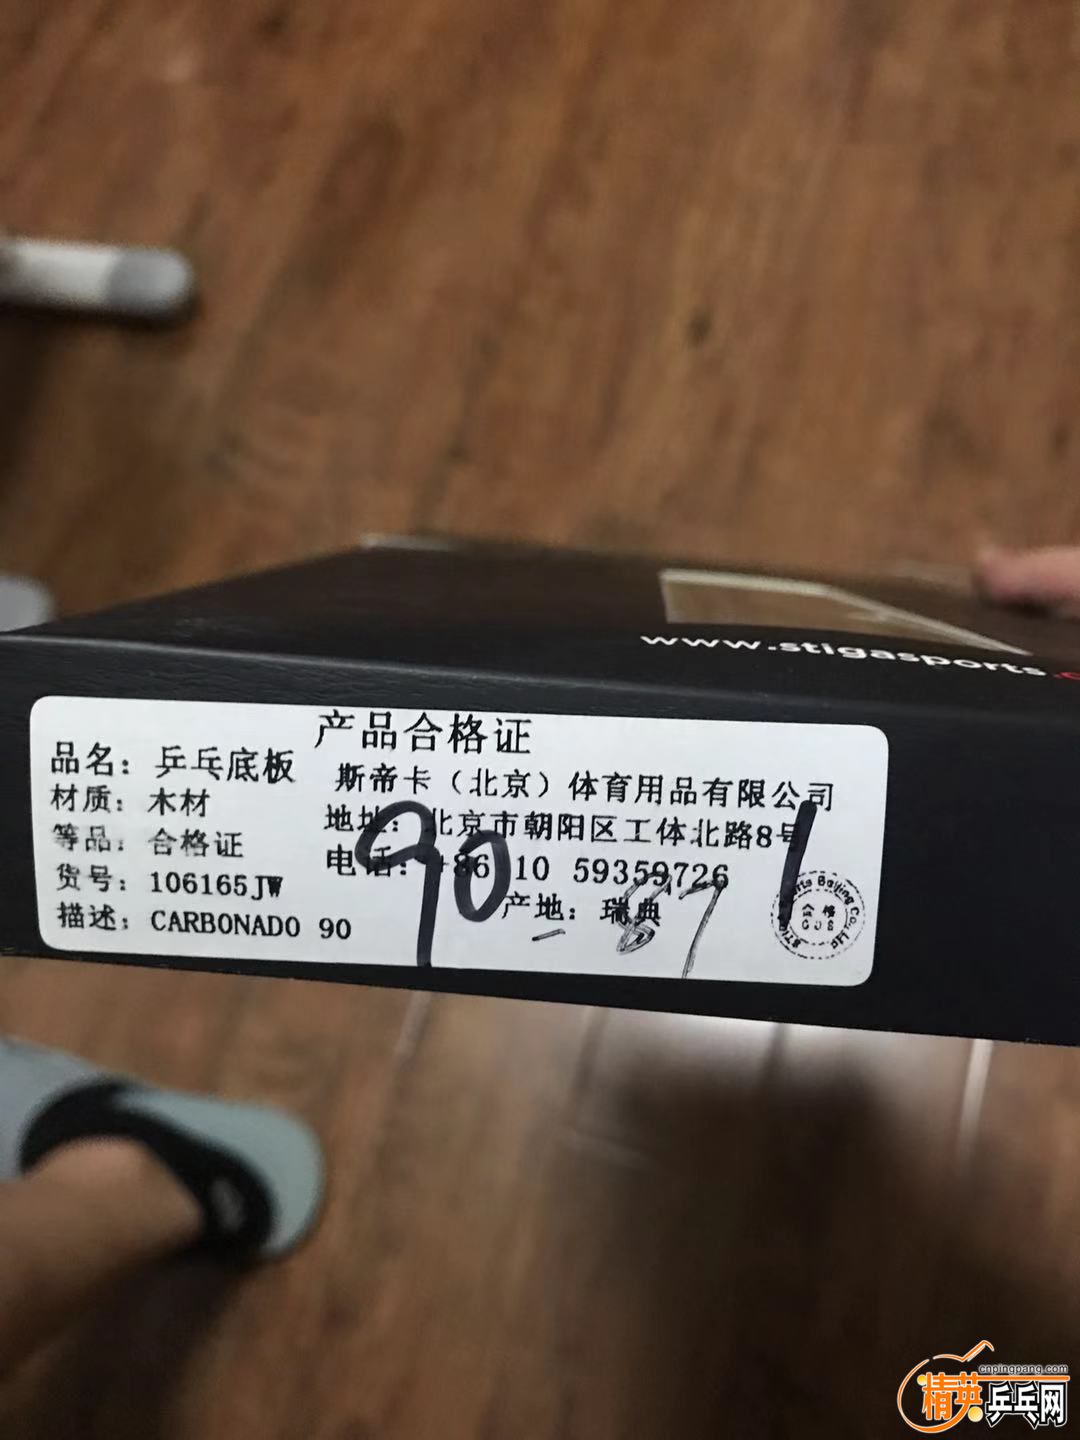 www.stigasports.c
产品合格证
品名：乒乓底板
材质：木材
等品：合格证
货号：106165JW
描述：CARBONADO 90
斯帝卡（北京）体育用品有限公司
地址：北京市朝阳区工体北路8号
电话：+86 10 59359726
产地：瑞典
90
87
1
合格
cnpingpang.com
精英乒乓网